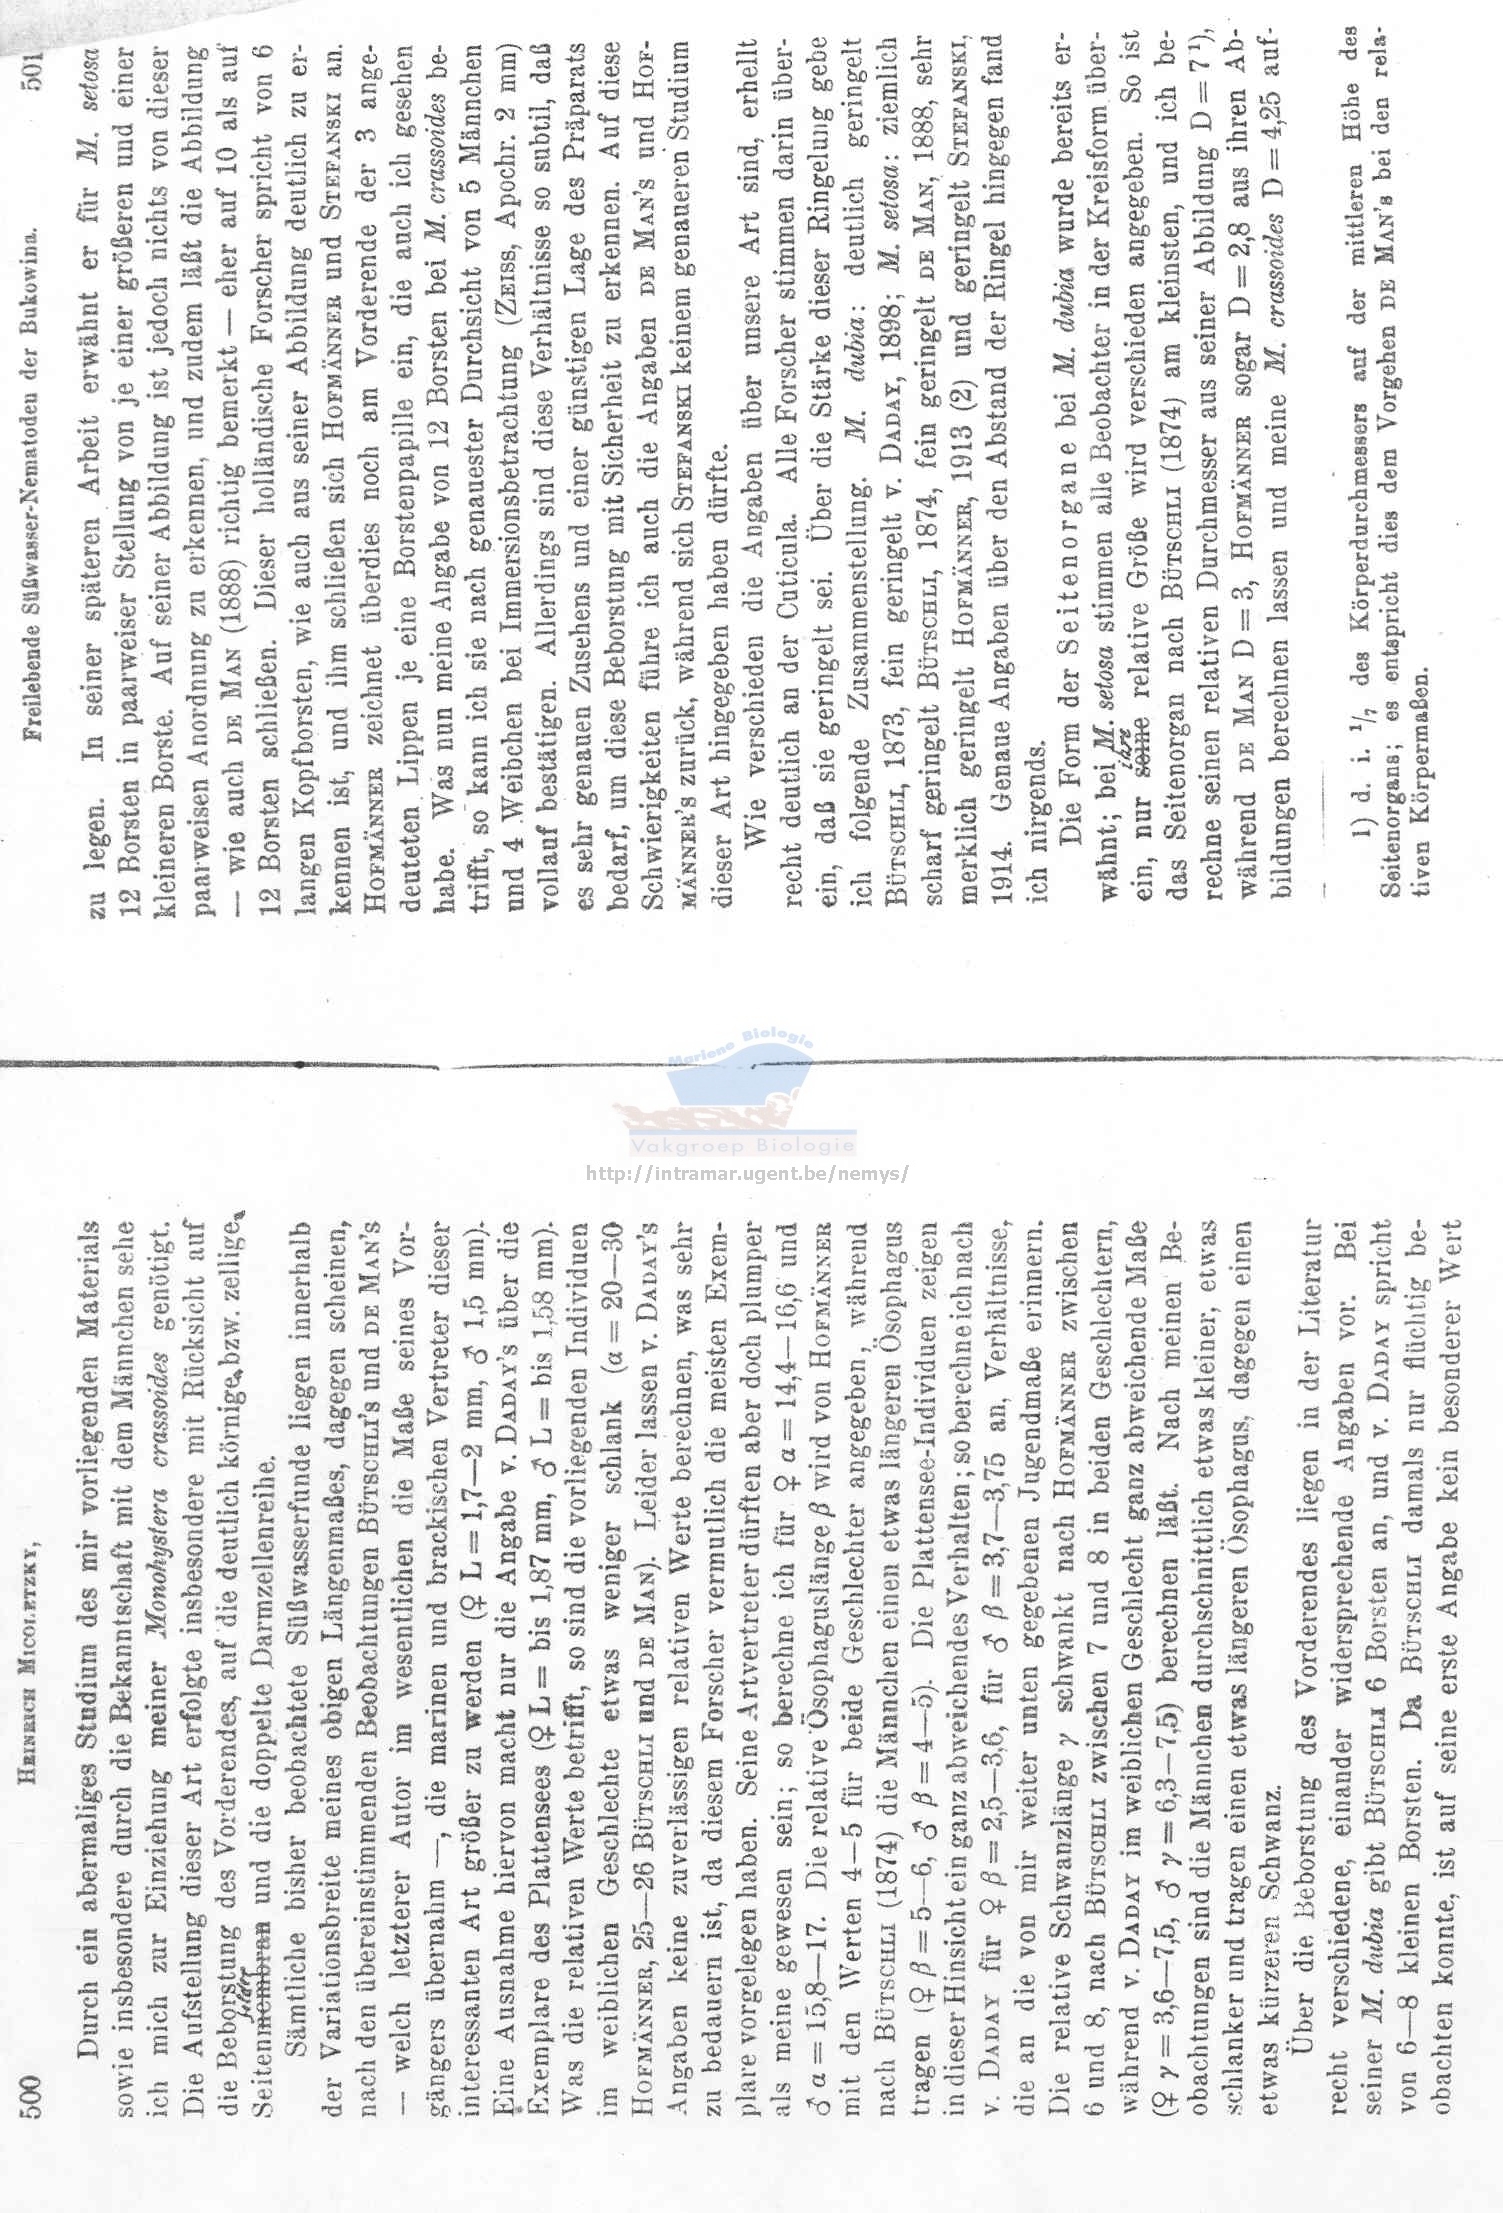 500 HEINRICH MICOLETZKY,
Durch ein abermaliges Studium des mir vorliegenden Materials
sowie insbesondere durch die Bekanntschaft mit dem Männchen sehe
ich mich zur Einziehung meiner Monohystera crassoides genötigt.
Die Aufstellung dieser Art erfolgte insbesondere mit Rücksicht auf
die Beborstung des Vorderendes, auf die deutlich körnige, bzw. zellige,
felder
Seitenmembran und die doppelte Darmzellenreihe.
Sämtliche bisher beobachtete Süßwasserfunde liegen innerhalb
der Variationsbreite meines obigen Längenmaßes, dagegen scheinen,
nach den übereinstimmenden Beobachtungen BÜTSCHLI's und DE MAN's
— welch letzterer Autor im wesentlichen die Maße seines Vor-
gängers übernahm —, die marinen und brackischen Vertreter dieser
interessanten Art größer zu werden (♀ L = 1,7—2 mm, ♂ 1,5 mm).
Eine Ausnahme hiervon macht nur die Angabe v. DADAY's über die
Exemplare des Plattensees (♀ L = bis 1,87 mm, ♂ L = bis 1,58 mm).
Was die relativen Werte betrifft, so sind die vorliegenden Individuen
im weiblichen Geschlechte etwas weniger schlank (α = 20—30
HOFMÄNNER, 25—26 BÜTSCHLI und DE MAN). Leider lassen v. DADAY's
Angaben keine zuverlässigen relativen Werte berechnen, was sehr
zu bedauern ist, da diesem Forscher vermutlich die meisten Exem-
plare vorgelegen haben. Seine Artvertreter dürften aber doch plumper
als meine gewesen sein; so berechne ich für ♀ α = 14,4—16,6 und
♂ α = 15,8—17. Die relative Ösophaguslänge β wird von HOFMÄNNER
mit den Werten 4—5 für beide Geschlechter angegeben, während
nach BÜTSCHLI (1874) die Männchen einen etwas längeren Ösophagus
tragen (♀ β = 5—6, ♂ β = 4—5). Die Plattensee-Individuen zeigen
in dieser Hinsicht ein ganz abweichendes Verhalten; so berechne ich nach
v. DADAY für ♀ β = 2,5—3,6, für ♂ β = 3,7—3,75 an, Verhältnisse,
die an die von mir weiter unten gegebenen Jugendmaße erinnern.
Die relative Schwanzlänge γ schwankt nach HOFMÄNNER zwischen
6 und 8, nach BÜTSCHLI zwischen 7 und 8 in beiden Geschlechtern,
während v. DADAY im weiblichen Geschlecht ganz abweichende Maße
(♀ γ = 3,6—7,5, ♂ γ = 6,3—7,5) berechnen läßt. Nach meinen Be-
obachtungen sind die Männchen durchschnittlich etwas kleiner, etwas
schlanker und tragen einen etwas längeren Ösophagus, dagegen einen
etwas kürzeren Schwanz.
Über die Beborstung des Vorderendes liegen in der Literatur
recht verschiedene, einander widersprechende Angaben vor. Bei
seiner M. dubia gibt BÜTSCHLI 6 Borsten an, und v. DADAY spricht
von 6—8 kleinen Borsten. Da BÜTSCHLI damals nur flüchtig be-
obachten konnte, ist auf seine erste Angabe kein besonderer Wert
Freilebende Süßwasser-Nematoden der Bukowina. 501
zu legen. In seiner späteren Arbeit erwähnt er für M. setosa
12 Borsten in paarweiser Stellung von je einer größeren und einer
kleineren Borste. Auf seiner Abbildung ist jedoch nichts von dieser
paarweisen Anordnung zu erkennen, und zudem läßt die Abbildung
— wie auch DE MAN (1888) richtig bemerkt — eher auf 10 als auf
12 Borsten schließen. Dieser holländische Forscher spricht von 6
langen Kopfborsten, wie auch aus seiner Abbildung deutlich zu er-
kennen ist, und ihm schließen sich HOFMÄNNER und STEFANSKI an.
HOFMÄNNER zeichnet überdies noch am Vorderende der 3 ange-
deuteten Lippen je eine Borstenpapille ein, die auch ich gesehen
habe. Was nun meine Angabe von 12 Borsten bei M. crassoides be-
trifft, so kann ich sie nach genauester Durchsicht von 5 Männchen
und 4 Weibchen bei Immersionsbetrachtung (ZEISS, Apochr. 2 mm)
vollauf bestätigen. Allerdings sind diese Verhältnisse so subtil, daß
es sehr genauen Zusehens und einer günstigen Lage des Präparats
bedarf, um diese Beborstung mit Sicherheit zu erkennen. Auf diese
Schwierigkeiten führe ich auch die Angaben DE MAN's und HOF-
MÄNNER's zurück, während sich STEFANSKI keinem genaueren Studium
dieser Art hingegeben haben dürfte.
Wie verschieden die Angaben über unsere Art sind, erhellt
recht deutlich an der Cuticula. Alle Forscher stimmen darin über-
ein, daß sie geringelt sei. Über die Stärke dieser Ringelung gebe
ich folgende Zusammenstellung. M. dubia: deutlich geringelt
BÜTSCHLI, 1873, fein geringelt v. DADAY, 1898; M. setosa: ziemlich
scharf geringelt BÜTSCHLI, 1874, fein geringelt DE MAN, 1888, sehr
merklich geringelt HOFMÄNNER, 1913 (2) und geringelt STEFANSKI,
1914. Genaue Angaben über den Abstand der Ringel hingegen fand
ich nirgends.
Die Form der Seitenorgane bei M. dubia wurde bereits er-
wähnt; bei M. setosa stimmen alle Beobachter in der Kreisform über-
ihre
ein, nur seine relative Größe wird verschieden angegeben. So ist
das Seitenorgan nach BÜTSCHLI (1874) am kleinsten, und ich be-
rechne seinen relativen Durchmesser aus seiner Abbildung D = 7 ¹),
während DE MAN D = 3, HOFMÄNNER sogar D = 2,8 aus ihren Ab-
bildungen berechnen lassen und meine M. crassoides D = 4,25 auf-
1) d. i. ¹/₇ des Körperdurchmessers auf der mittleren Höhe des
Seitenorgans; es entspricht dies dem Vorgehen DE MAN's bei den rela-
tiven Körpermaßen.
Mariene Biologie
Vakgroep Biologie
http://intramar.ugent.be/nemys/